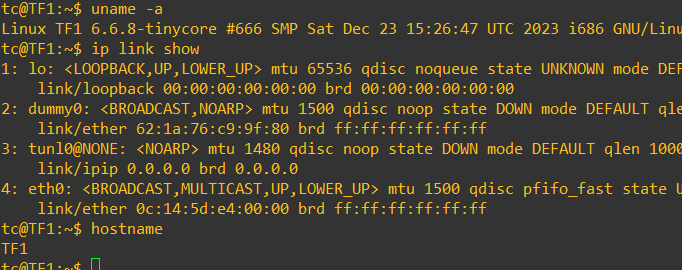 tc@TF1:~$ uname -a
Linux TF1 6.6.8-tinycore #666 SMP Sat Dec 23 15:26:47 UTC 2023 i686 GNU/Linu
tc@TF1:~$ ip link show
1: lo: <LOOPBACK,UP,LOWER_UP> mtu 65536 qdisc noqueue state UNKNOWN mode DEF
link/loopback 00:00:00:00:00:00 brd 00:00:00:00:00:00
2: dummy0: <BROADCAST,NOARP> mtu 1500 qdisc noop state DOWN mode DEFAULT qle
link/ether 62:1a:76:c9:9f:80 brd ff:ff:ff:ff:ff:ff
3: tunl0@NONE: <NOARP> mtu 1480 qdisc noop state DOWN mode DEFAULT qlen 1000
link/ipip 0.0.0.0 brd 0.0.0.0
4: eth0: <BROADCAST,MULTICAST,UP,LOWER_UP> mtu 1500 qdisc pfifo_fast state U
link/ether 0c:14:5d:e4:00:00 brd ff:ff:ff:ff:ff:ff
tc@TF1:~$ hostname
TF1
tc@TF1:~$